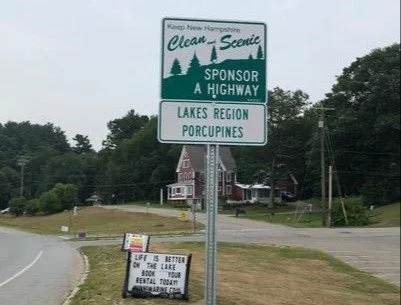 Keep New Hampshire
Clean and Scenic
SPONSOR
A HIGHWAY
LAKES REGION
PORCUPINES
LIFE IS BETTER
ON THE LAKE
BOOK YOUR
RENTAL TODAY!